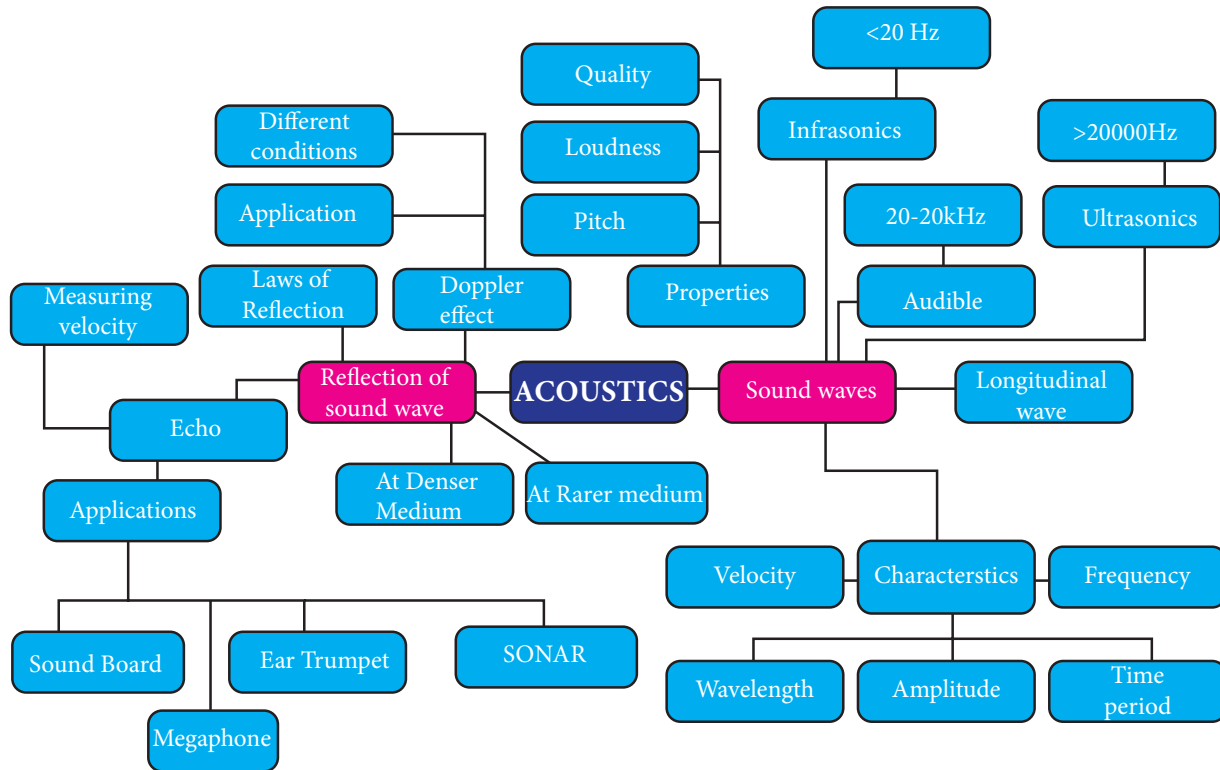 <20 Hz
Quality
Infrasonics
Different
conditions
Loudness
>20000Hz
Application
Pitch
20-20kHz
Ultrasonics
Measuring
velocity
Laws of
Reflection
Doppler
effect
Properties
Audible
Reflection of
sound wave
ACOUSTICS
Sound waves
Longitudinal
wave
Echo
At Denser
Medium
At Rarer medium
Applications
Velocity
Characterstics
Frequency
Sound Board
Ear Trumpet
SONAR
Wavelength
Amplitude
Time
period
Megaphone